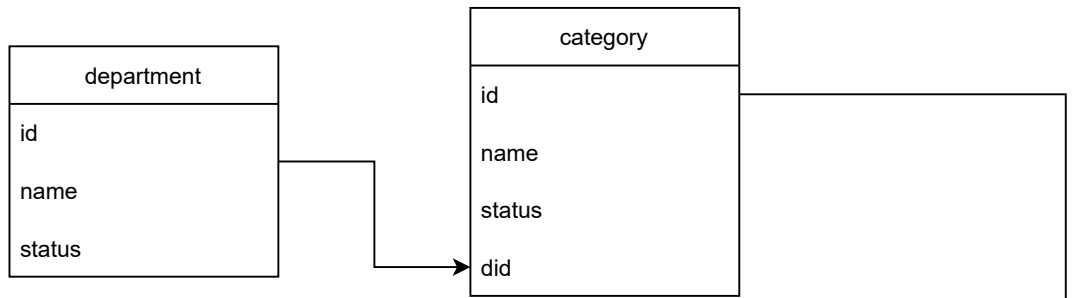 department
id
name
status
category
id
name
status
did